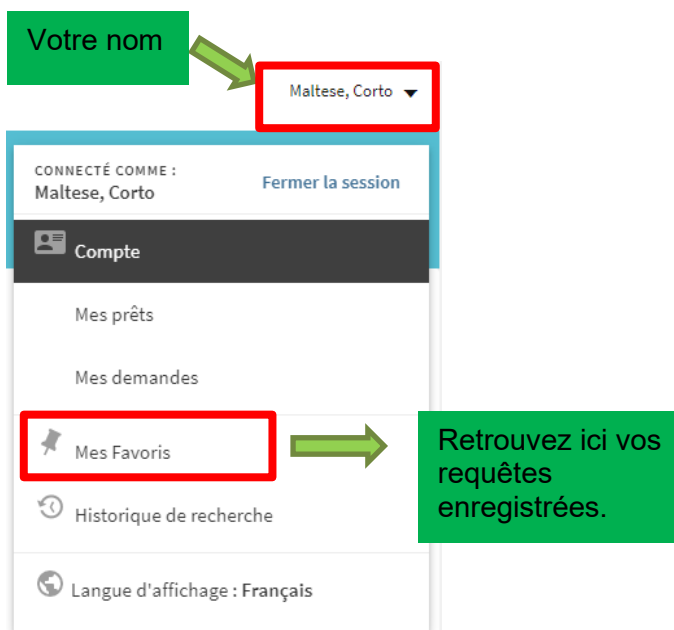 Votre nom
Maltese, Corto
CONNECTÉ COMME :
Maltese, Corto
Fermer la session
Compte
Mes prêts
Mes demandes
Mes Favoris
Retrouvez ici vos
requêtes
enregistrées.
Historique de recherche
Langue d'affichage : Français